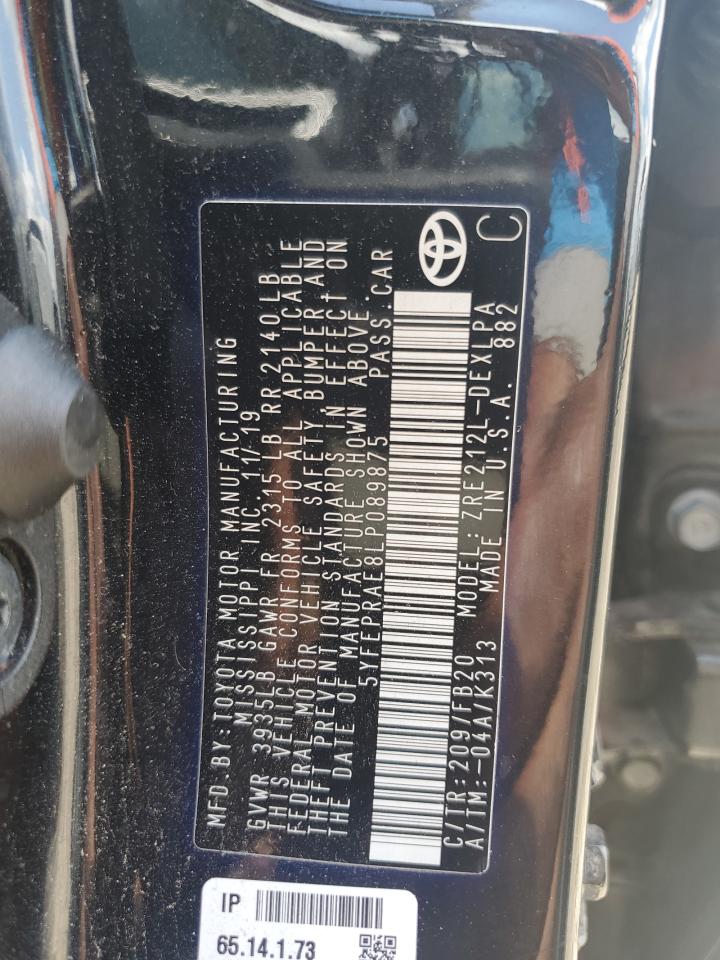 MFD.BY:TOYOTA MOTOR MANUFACTURING
MISSISSIPPI INC. 11/19
GVWR 3935LB GAWR FR 2315 LB RR 2140LB
THIS VEHICLE CONFORMS TO ALL APPLICABLE
FEDERAL MOTOR VEHICLE SAFETY, BUMPER AND
THEFT PREVENTION STANDARDS IN EFFECT ON
THE DATE OF MANUFACTURE SHOWN ABOVE.
5YFEPRAE8LP089875 PASS.CAR
C/TR:209/FB20 MODEL:ZRE212L-DEXLPA
A/TM:-04A/K313 MADE IN U.S.A. 882
C
IP
65.14.1.73